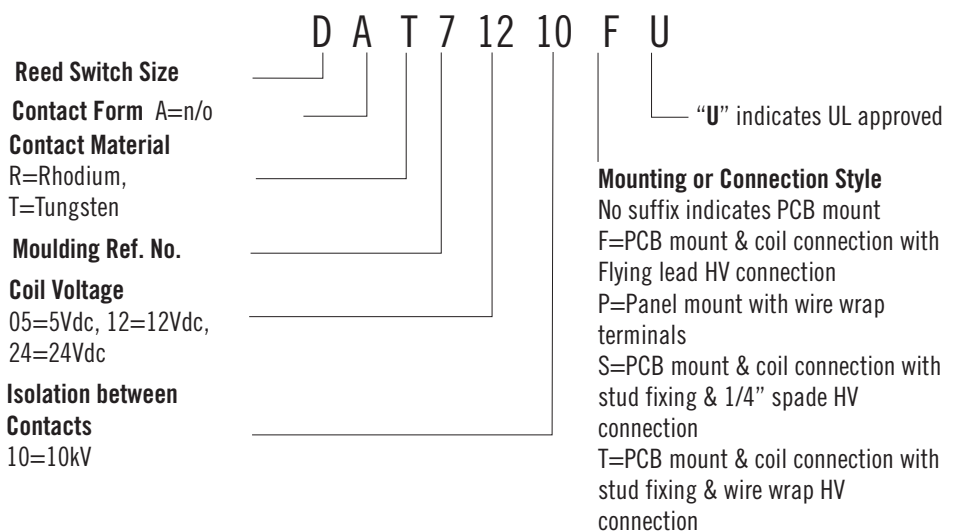 D A T 7 12 10 F U
Reed Switch Size
Contact Form A=n/o
Contact Material
R=Rhodium,
T=Tungsten
Moulding Ref. No.
Coil Voltage
05=5Vdc, 12=12Vdc,
24=24Vdc
Isolation between
Contacts
10=10kV
“U” indicates UL approved
Mounting or Connection Style
No suffix indicates PCB mount
F=PCB mount & coil connection with
Flying lead HV connection
P=Panel mount with wire wrap
terminals
S=PCB mount & coil connection with
stud fixing & 1/4” spade HV
connection
T=PCB mount & coil connection with
stud fixing & wire wrap HV
connection